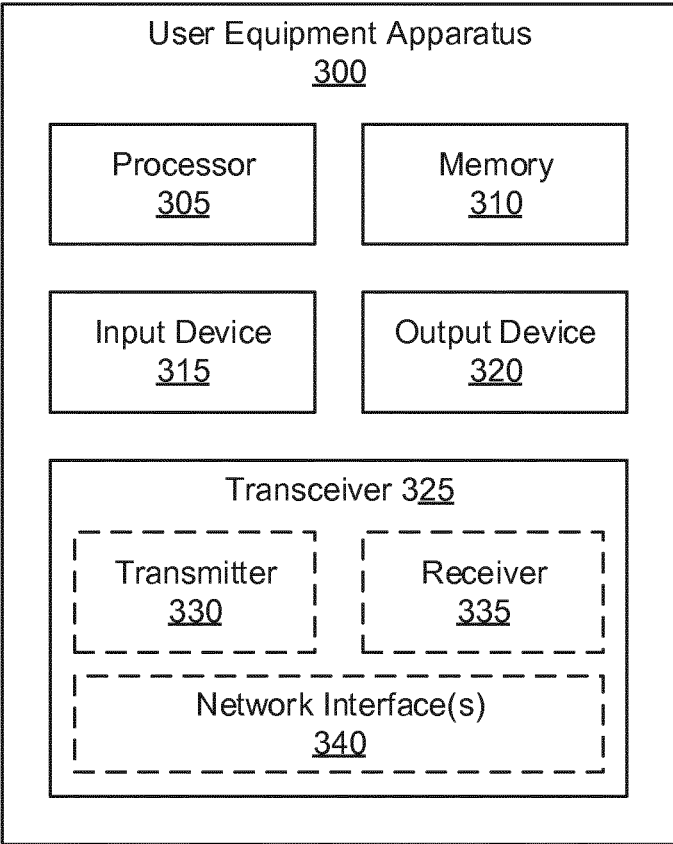 User Equipment Apparatus
300
Processor
305
Memory
310
Input Device
315
Output Device
320
Transceiver 325
Transmitter
330
Receiver
335
Network Interface(s)
340